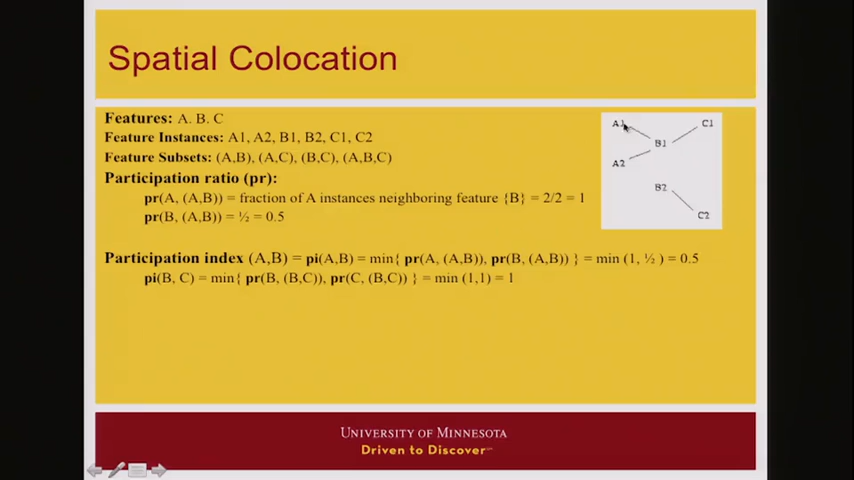 Spatial Colocation
Features: A. B. C
Feature Instances: A1, A2, B1, B2, C1, C2
Feature Subsets: (A,B), (A,C), (B,C), (A,B,C)
Participation ratio (pr):
pr(A, (A,B)) = fraction of A instances neighboring feature {B} = 2/2 = 1
pr(B, (A,B)) = ½ = 0.5
Participation index (A,B) = pi(A,B) = min{ pr(A, (A,B)), pr(B, (A,B)) } = min (1, ½ ) = 0.5
pi(B, C) = min{ pr(B, (B,C)), pr(C, (B,C)) } = min (1,1) = 1
A1
C1
B1
A2
B2
C2
UNIVERSITY OF MINNESOTA
Driven to Discover